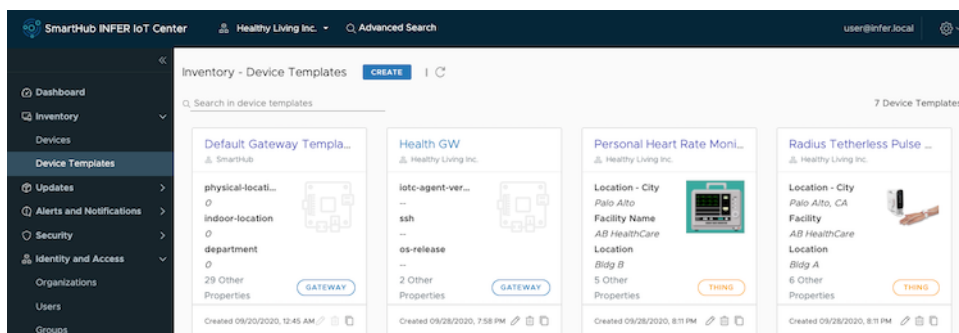 SmartHub INFER IoT Center
Healthy Living Inc.
Advanced Search
user@infer.local
Dashboard
Inventory
Devices
Device Templates
Updates
Alerts and Notifications
Security
Identity and Access
Organizations
Users
Groups
Inventory - Device Templates
CREATE
Search in device templates
7 Device Templates
Default Gateway Templa...
SmartHub
physical-locati...
0
indoor-location
0
department
0
29 Other
Properties
GATEWAY
Created 09/20/2020, 12:45 AM
Health GW
Healthy Living Inc.
iotc-agent-ver...
--
ssh
--
os-release
--
2 Other
Properties
GATEWAY
Created 09/28/2020, 7:58 PM
Personal Heart Rate Moni...
Healthy Living Inc.
Location - City
Palo Alto
Facility Name
AB HealthCare
Location
Bldg B
5 Other
Properties
THING
Created 09/28/2020, 8:11 PM
Radius Tetherless Pulse ...
Healthy Living Inc.
Location - City
Palo Alto, CA
Facility
AB HealthCare
Location
Bldg A
6 Other
Properties
THING
Created 09/28/2020, 8:11 PM